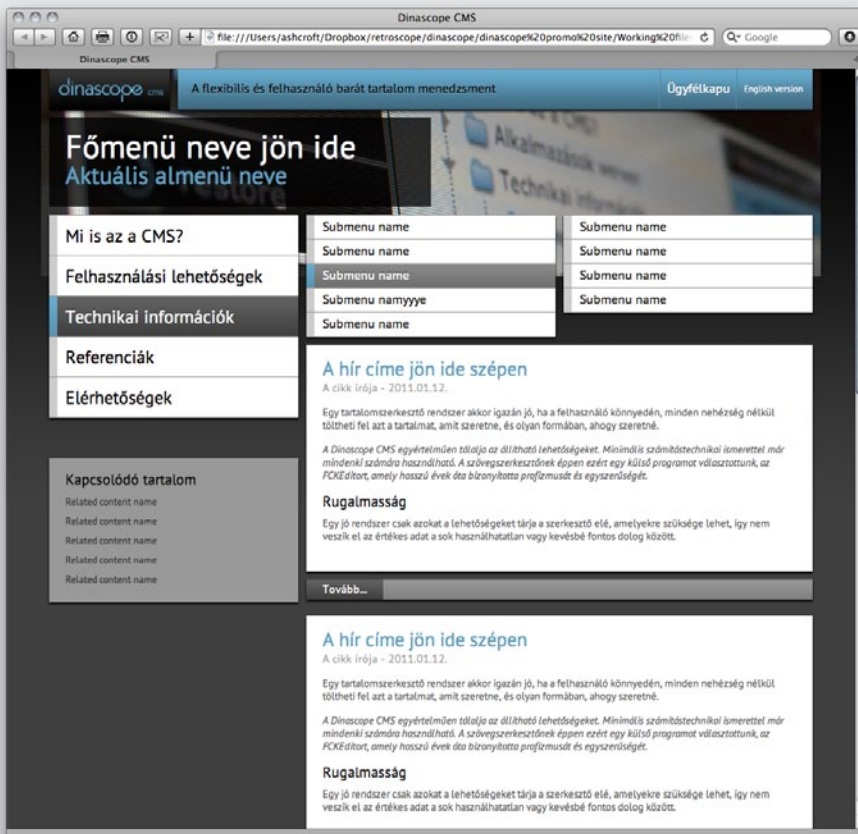 Dinascope CMS
file:///Users/ashcroft/Dropbox/retroscope/dinascope/dinascope%20promo%20site/Working%20file
Google
Dinascope CMS
dinascope cms
A flexibilis és felhasználó barát tartalom menedzsment
Ügyfélkapu
English version
Főmenü neve jön ide
Aktuális almenü neve
Alkalmazások
Technikai
Mi is az a CMS?
Felhasználási lehetőségek
Technikai információk
Referenciák
Elérhetőségek
Submenu name
Submenu name
Submenu name
Submenu namyyye
Submenu name
Submenu name
Submenu name
Submenu name
Submenu name
Kapcsolódó tartalom
Related content name
Related content name
Related content name
Related content name
Related content name
A hír címe jön ide szépen
A cikk írója - 2011.01.12.
Egy tartalomszerkesztő rendszer akkor igazán jó, ha a felhasználó könnyedén, minden nehézség nélkül
töltheti fel azt a tartalmat, amit szeretne, és olyan formában, ahogy szeretné.
A Dinascope CMS egyértelműen tálalja az állítható lehetőségeket. Minimális számítástechnikai ismerettel már
mindenki számára használható. A szövegszerkesztőnek éppen ezért egy külső programot választottunk, az
FCKEditort, amely hosszú évek óta bizonyította profizmusát és egyszerűségét.
Rugalmasság
Egy jó rendszer csak azokat a lehetőségeket tárja a szerkesztő elé, amelyekre szüksége lehet, így nem
veszik el az értékes adat a sok használhatatlan vagy kevésbé fontos dolog között.
Tovább...
A hír címe jön ide szépen
A cikk írója - 2011.01.12.
Egy tartalomszerkesztő rendszer akkor igazán jó, ha a felhasználó könnyedén, minden nehézség nélkül
töltheti fel azt a tartalmat, amit szeretne, és olyan formában, ahogy szeretné.
A Dinascope CMS egyértelműen tálalja az állítható lehetőségeket. Minimális számítástechnikai ismerettel már
mindenki számára használható. A szövegszerkesztőnek éppen ezért egy külső programot választottunk, az
FCKEditort, amely hosszú évek óta bizonyította profizmusát és egyszerűségét.
Rugalmasság
Egy jó rendszer csak azokat a lehetőségeket tárja a szerkesztő elé, amelyekre szüksége lehet, így nem
veszik el az értékes adat a sok használhatatlan vagy kevésbé fontos dolog között.